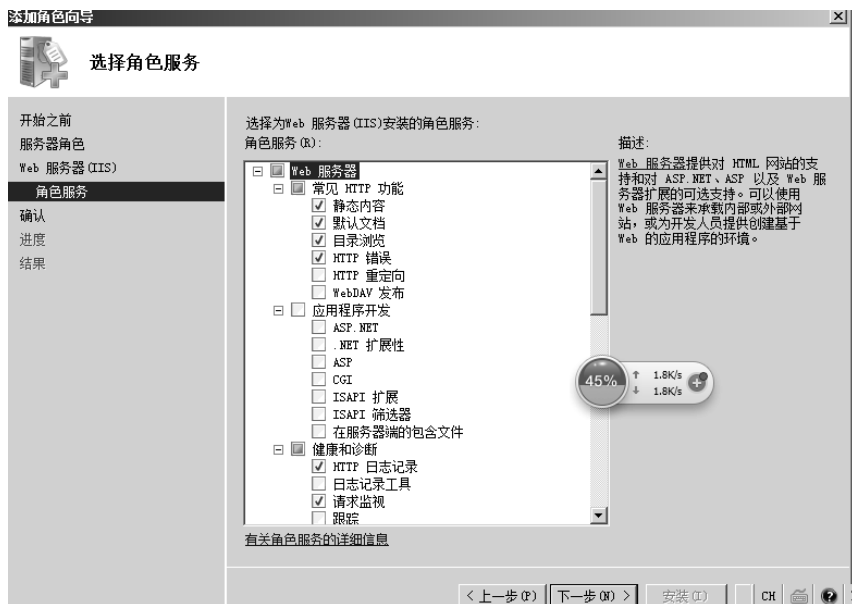 添加角色向导
选择角色服务
开始之前
服务器角色
Web 服务器(IIS)
角色服务
确认
进度
结果
选择为Web 服务器(IIS)安装的角色服务:
角色服务(R):
Web 服务器
常见 HTTP 功能
静态内容
默认文档
目录浏览
HTTP 错误
HTTP 重定向
WebDAV 发布
应用程序开发
ASP.NET
.NET 扩展性
ASP
CGI
ISAPI 扩展
ISAPI 筛选器
在服务器端的包含文件
健康和诊断
HTTP 日志记录
日志记录工具
请求监视
跟踪
有关角色服务的详细信息
描述:
Web 服务器提供对 HTML 网站的支
持和对 ASP.NET、ASP 以及 Web 服
务器扩展的可选支持。可以使用
Web 服务器来承载内部或外部网
站，或为开发人员提供创建基于
Web 的应用程序的环境。
45%
↑ 1.8K/s
↓ 1.8K/s
< 上一步(P)
下一步(N) >
安装(I)
CH